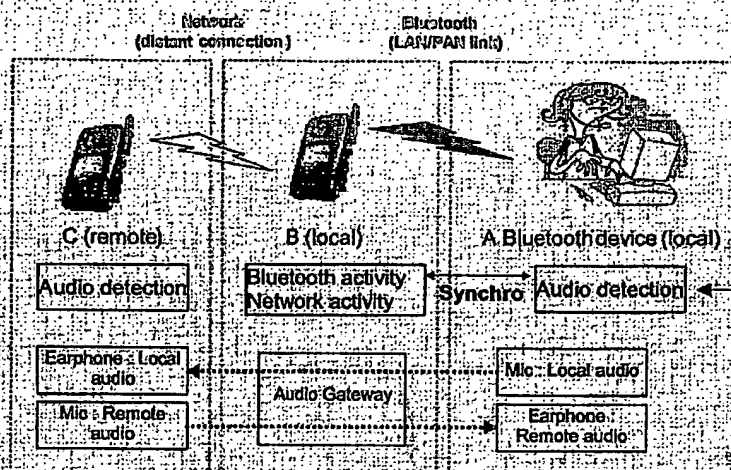 Network
(distant connection)
Bluetooth
(LAN/PAN link)
C (remote)
B (local)
A Bluetooth device (local)
Audio detection
Bluetooth activity
Network activity
Synchro
Audio detection
Earphone : Local
audio
Audio Gateway
Mic : Local audio
Mic : Remote
audio
Earphone :
Remote audio